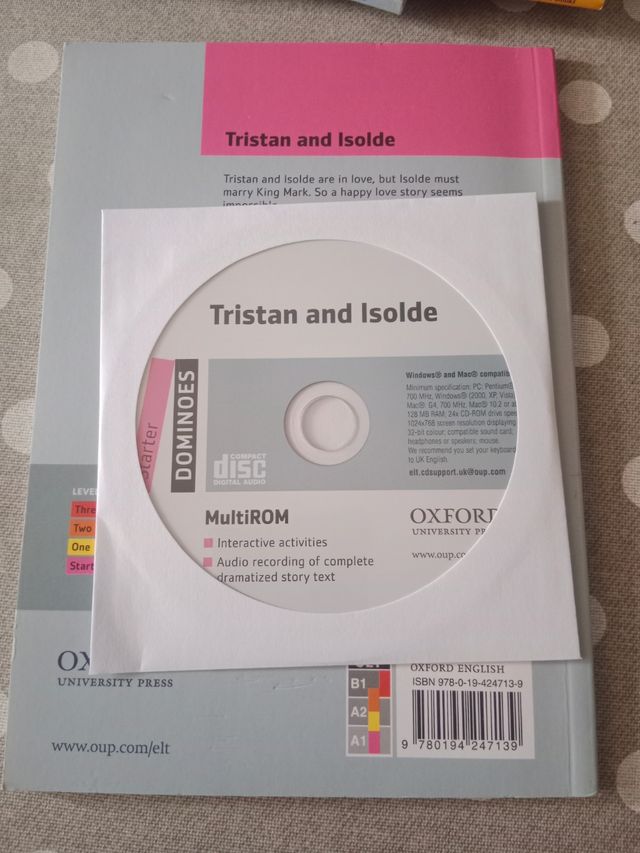 Tristan and Isolde
Tristan and Isolde are in love, but Isolde must
marry King Mark. So a happy love story seems
impossible
Tristan and Isolde
Starter
DOMINOES
COMPACT
disc
DIGITAL AUDIO
Windows® and Mac®
Minimum specification: PC: Pentium®
700 MHz, Windows® (2000, XP, Vista
Mac®: G4, 700 MHz, Mac® 10.2 or
128 MB RAM; 24x CD-ROM drive
1024x768 screen resolution displaying
32-bit colour; compatible sound card,
headphones or speakers; mouse.
We recommend you set your keyboard
to UK English.
elt.cdsupport.uk@oup.com
MultiROM
Interactive activities
Audio recording of complete
dramatized story text
OXFORD
UNIVERSITY
www.oup.co
LEVEL
Thre
Two
One
Start
OX
UNIVERSITY PRESS
www.oup.com/elt
B1
A2
A1
OXFORD ENGLISH
ISBN 978-0-19-424713-9
9 780194 247139